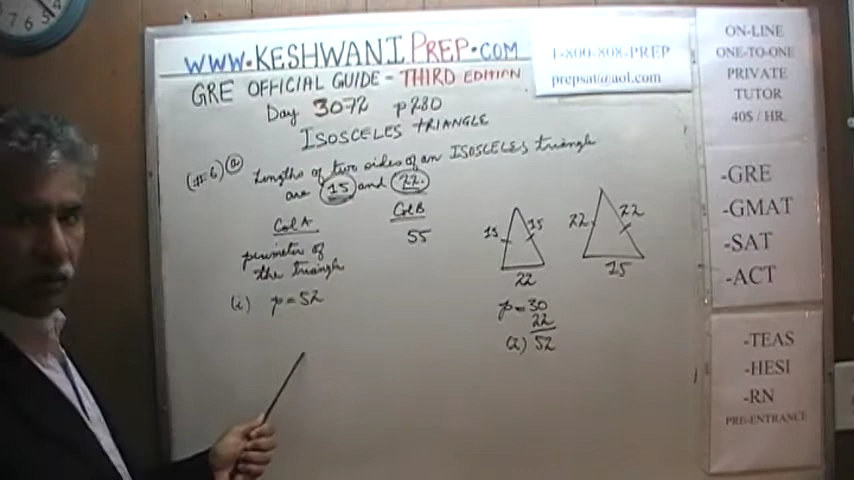 WWW.KESHWANIPREP.COM
GRE OFFICIAL GUIDE - THIRD EDITION
Day 3072 p280
ISOSCELES TRIANGLE
(#6) (a) Lengths of two sides of an ISOSCELES triangle
are 15 and 22.
Col A
Col B
perimeter of
the triangle
55
(i) p=52
15
15
22
22
22
15
p=30
22
(i) 52
1-800-808-PREP
prepsat@aol.com
ON-LINE
ONE-TO-ONE
PRIVATE
TUTOR
40$ / HR.
-GRE
-GMAT
-SAT
-ACT
-TEAS
-HESI
-RN
PRE-ENTRANCE
7
6
5